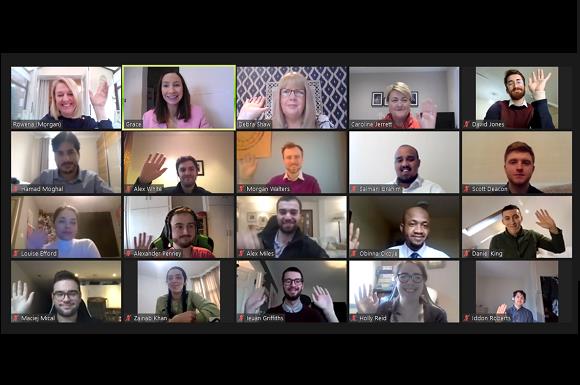 Rowena (Morgan)
Grace
Debra Shaw
Caroline Jerrett
David Jones
Hamad Moghal
Alex White
Morgan Walters
Salman Ibrahim
Scott Deacon
Louise Efford
Alexander Penney
Alex Miles
Obinna Okoye
Daniel King
Maciej Mical
Zainab Khan
Ieuan Griffiths
Holly Reid
Iddon Roberts